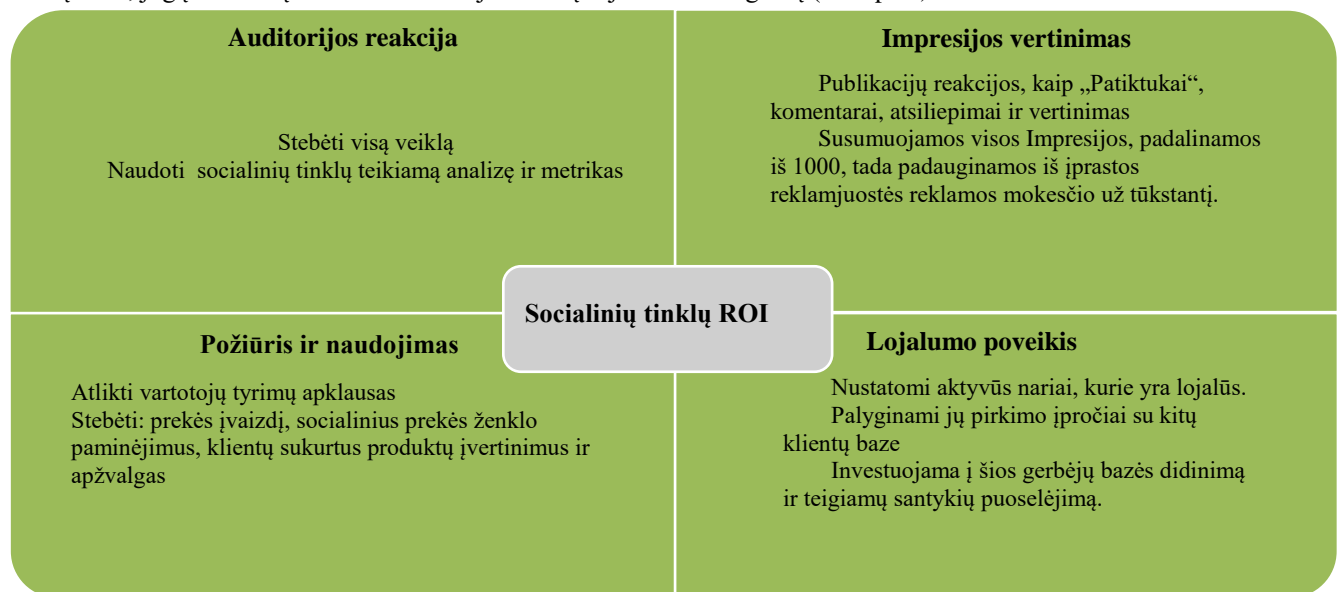 Auditorijos reakcija
Stebėti visą veiklą
Naudoti socialinių tinklų teikiamą analizę ir metrikas
Impresijos vertinimas
Publikacijų reakcijos, kaip „Patiktukai“,
komentarai, atsiliepimai ir vertinimas
Susumuojamos visos Impresijos, padalinamos
iš 1000, tada padauginamos iš įprastos
reklamjuostės reklamos mokesčio už tūkstantį.
Socialinių tinklų ROI
Požiūris ir naudojimas
Atlikti vartotojų tyrimų apklausas
Stebėti: prekės įvaizdį, socialinius prekės ženklo
paminėjimus, klientų sukurtus produktų įvertinimus ir
apžvalgas
Lojalumo poveikis
Nustatomi aktyvūs nariai, kurie yra lojalūs.
Palyginami jų pirkimo įpročiai su kitų
klientų baze
Investuojama į šios gerbėjų bazės didinimą
ir teigiamų santykių puoselėjimą.